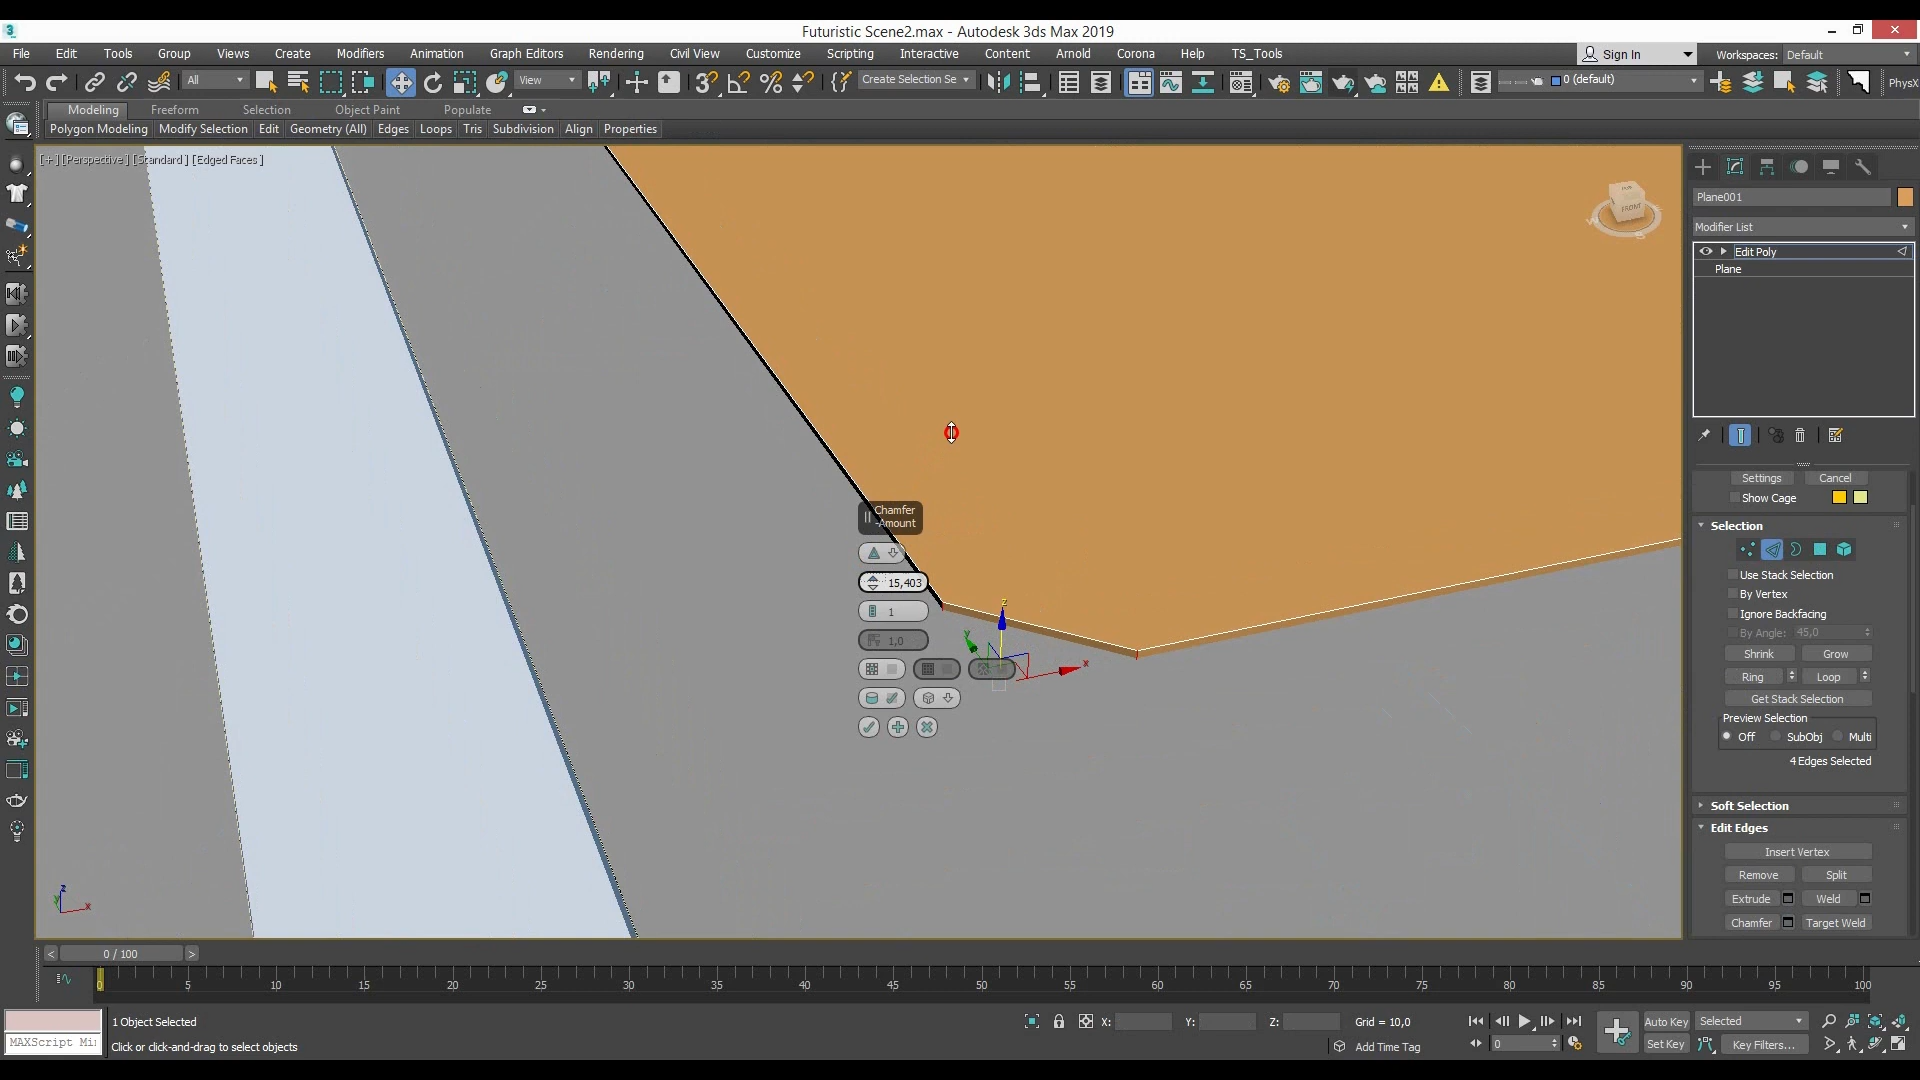 Futuristic Scene2.max - Autodesk 3ds Max 2019
File Edit Tools Group Views Create Modifiers Animation Graph Editors Rendering Civil View Customize Scripting Interactive Content Arnold Corona Help TS_Tools
Sign In
Workspaces: Default
All
View
Create Selection Se
0 (default)
PhysX
Modeling Freeform Selection Object Paint Populate
Polygon Modeling Modify Selection Edit Geometry (All) Edges Loops Tris Subdivision Align Properties
[+] [Perspective] [Standard] [Edged Faces]
FRONT
Plane001
Modifier List
Edit Poly
Plane
Settings Cancel
Show Cage
Selection
Use Stack Selection
By Vertex
Ignore Backfacing
By Angle: 45,0
Shrink Grow
Ring Loop
Get Stack Selection
Preview Selection
Off SubObj Multi
4 Edges Selected
Soft Selection
Edit Edges
Insert Vertex
Remove Split
Extrude Weld
Chamfer Target Weld
Chamfer
-Amount
15,403
1
1,0
z
y
x
z
y
x
< 0 / 100 >
0 5 10 15 20 25 30 35 40 45 50 55 60 65 70 75 80 85 90 95 100
1 Object Selected
X: Y: Z: Grid = 10,0
Auto Key Selected
MAXScript Mi
Click or click-and-drag to select objects
Add Time Tag
0
Set Key Key Filters...